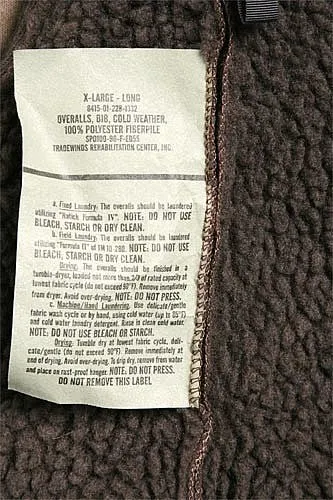 X-LARGE - LONG
8415-01-228-1332
OVERALLS, BIB, COLD WEATHER,
100% POLYESTER FIBERPILE
SPO100-98-F-EB55
TRADEWINDS REHABILITATION CENTER, INC.
a. Fixed Laundry: The overalls should be laundered
utilizing "Natick Formula IV". NOTE: DO NOT USE
BLEACH, STARCH OR DRY CLEAN.
b. Field Laundry: The overalls should be laundered
utilizing "Formula II" of TM 10-280. NOTE: DO NOT USE
BLEACH, STARCH OR DRY CLEAN.
Drying: The overalls should be finished in a
tumble-dryer, loaded not more than 2/3 of rated capacity at
lowest fabric cycle (do not exceed 90°F). Remove immediately
from dryer. Avoid over-drying. NOTE: DO NOT PRESS.
c. Machine/Hand Laundering: Use delicate/gentle
fabric wash cycle or by hand, using cold water (up to
and cold water laundry detergent. Rinse in clean cold water.
NOTE: DO NOT USE BLEACH OR STARCH.
Drying: Tumble dry at lowest fabric cycle, deli-
cate/gentle (do not exceed 90°F). Remove immediately at
end of drying. Avoid over-drying. To drip dry, remove from water
and place on rust-proof hanger. NOTE: DO NOT PRESS.
DO NOT REMOVE THIS LABEL